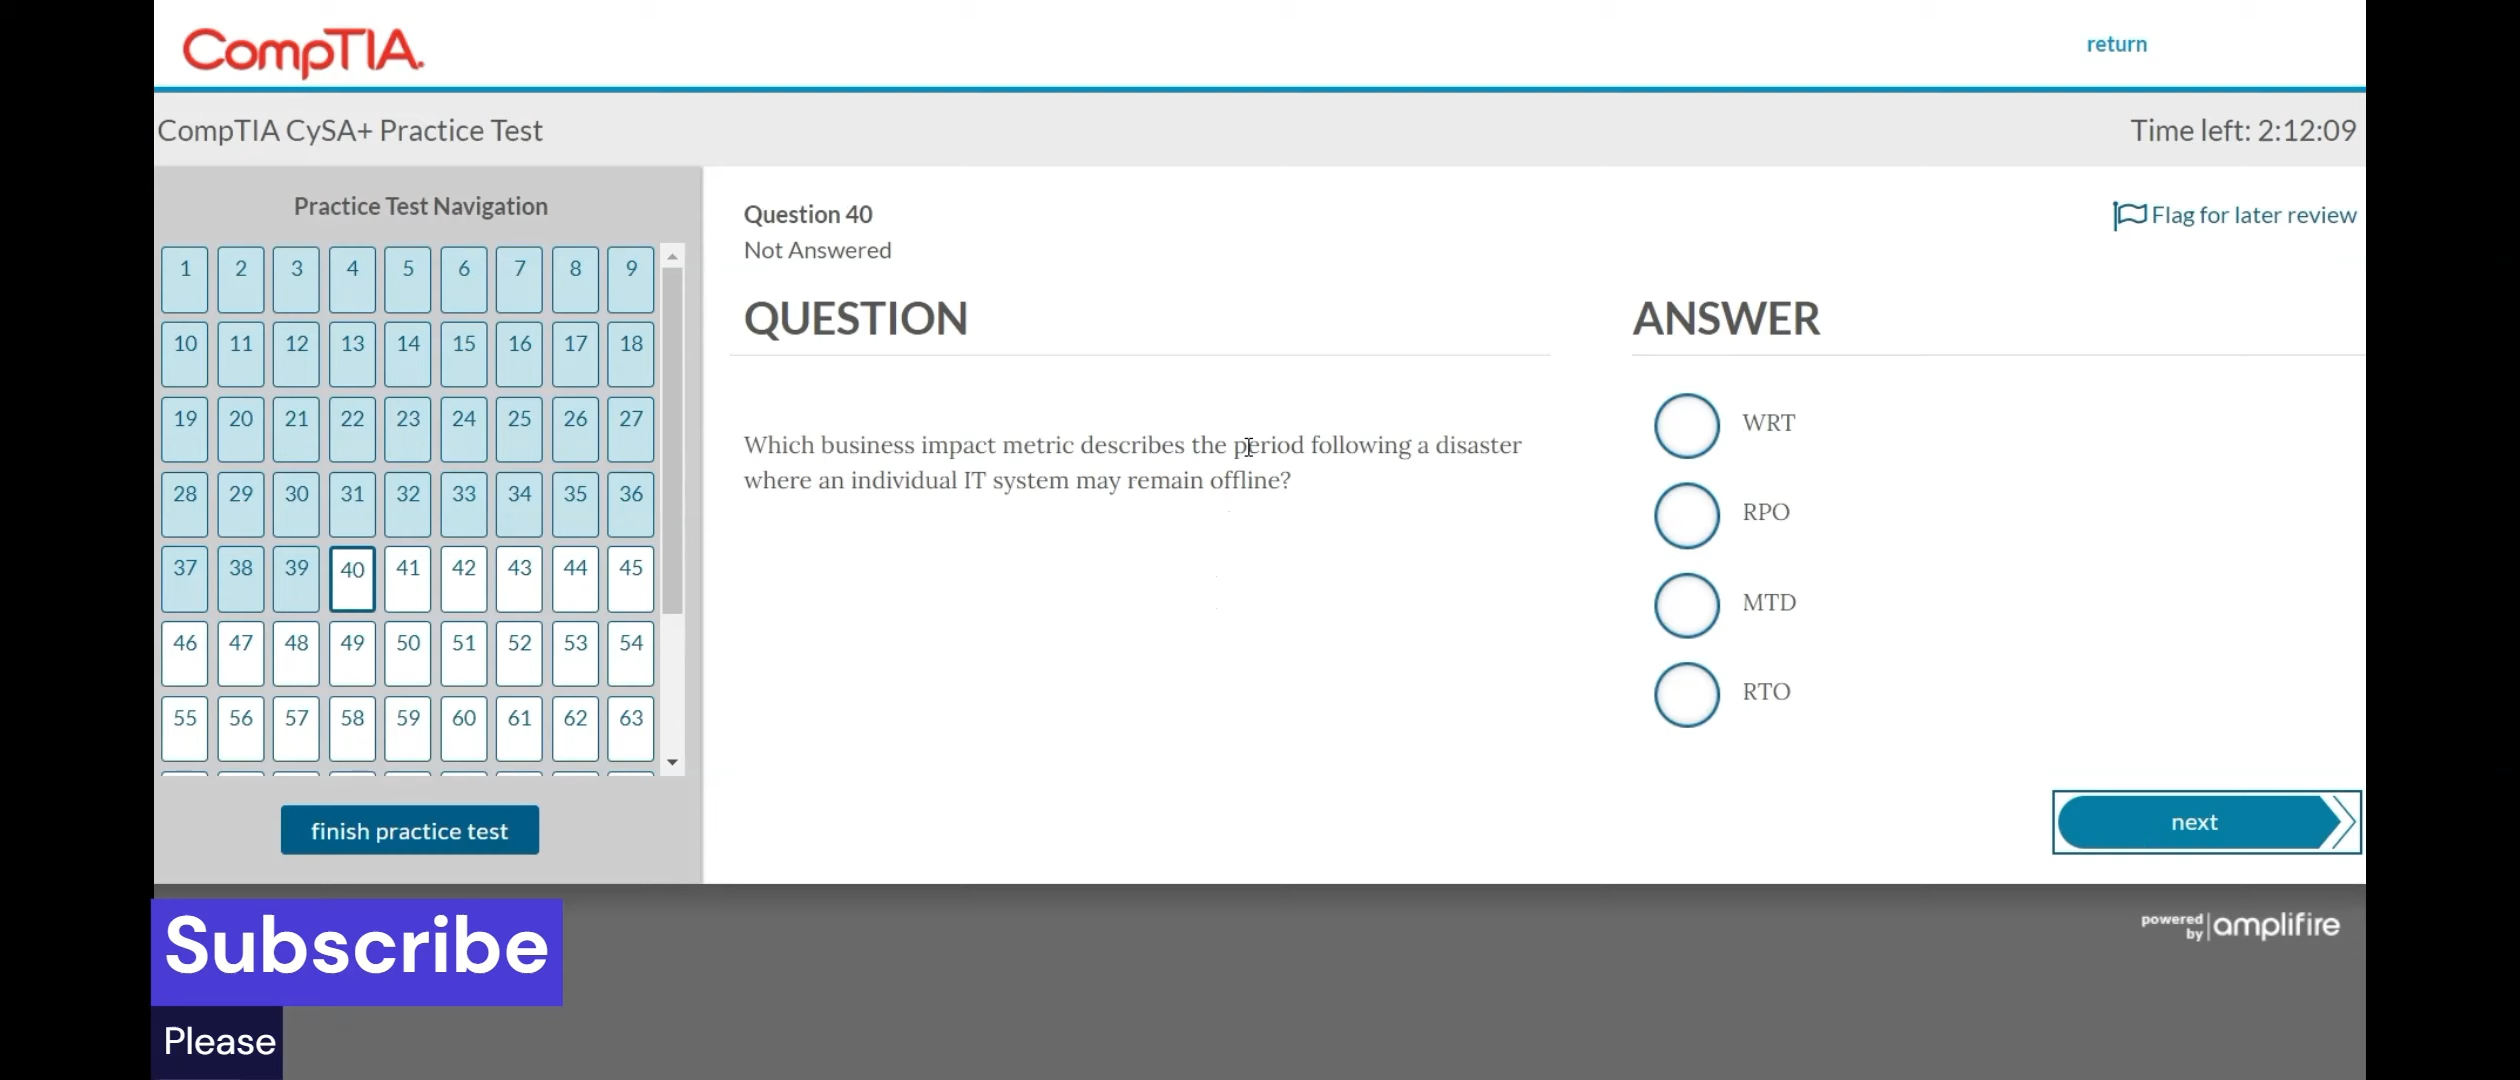 CompTIA.
return
CompTIA CySA+ Practice Test
Time left: 2:12:09
Practice Test Navigation
1 2 3 4 5 6 7 8 9
10 11 12 13 14 15 16 17 18
19 20 21 22 23 24 25 26 27
28 29 30 31 32 33 34 35 36
37 38 39 40 41 42 43 44 45
46 47 48 49 50 51 52 53 54
55 56 57 58 59 60 61 62 63
finish practice test
Question 40
Not Answered
Flag for later review
QUESTION
Which business impact metric describes the period following a disaster
where an individual IT system may remain offline?
ANSWER
WRT
RPO
MTD
RTO
next
powered
by
amplifire
Subscribe
Please